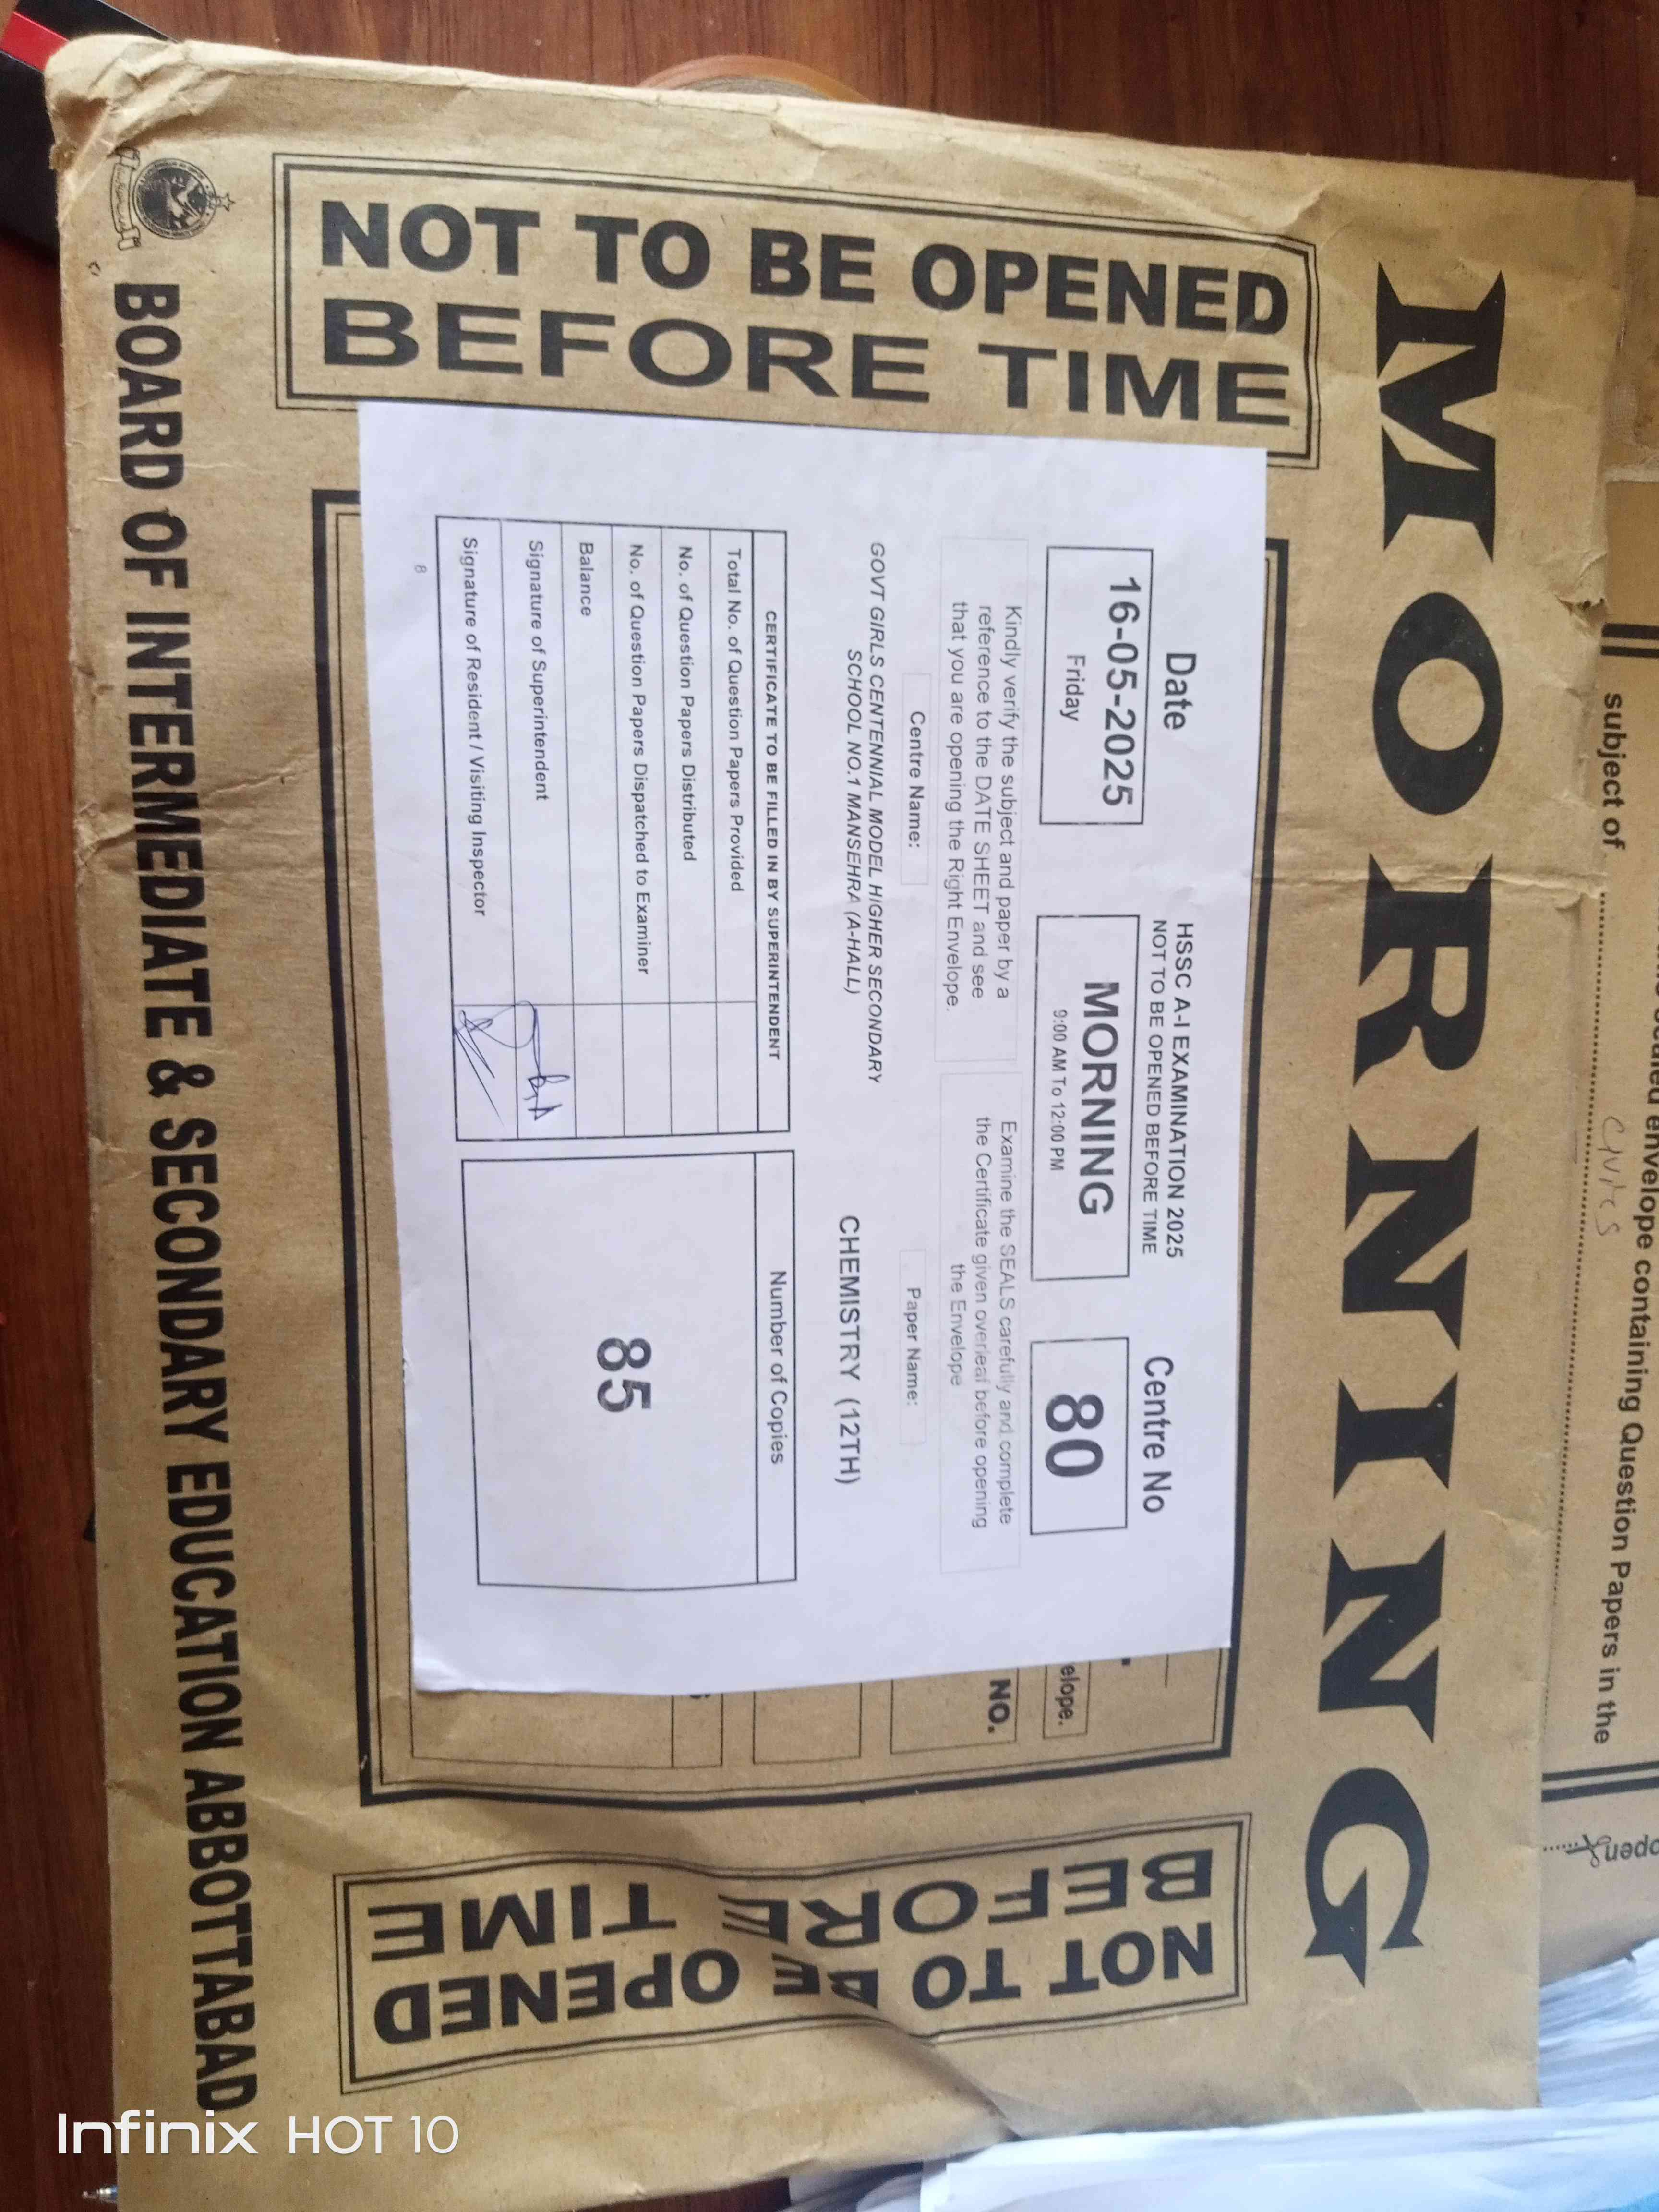 MORNING
NOT TO BE OPENED
BEFORE TIME
Date
16-05-2025
Friday
HSSC A-I EXAMINATION 2025
NOT TO BE OPENED BEFORE TIME
MORNING
9:00 AM To 12:00 PM
Centre No
80
Kindly verify the subject and paper by a
reference to the DATE SHEET and see
that you are opening the Right Envelope.
Examine the SEALS carefully and complete
the Certificate given overleaf before opening
the Envelope
Centre Name:
GOVT GIRLS CENTENNIAL MODEL HIGHER SECONDARY
SCHOOL NO.1 MANSEHRA (A-HALL)
Paper Name:
CHEMISTRY (12TH)
CERTIFICATE TO BE FILLED IN BY SUPERINTENDENT
Total No. of Question Papers Provided
No. of Question Papers Distributed
No. of Question Papers Dispatched to Examiner
Balance
Signature of Superintendent
Signature of Resident / Visiting Inspector
8
Number of Copies
85
elope.
NO.
NOT TO BE OPENED
BEFORE TIME
BOARD OF INTERMEDIATE & SECONDARY EDUCATION ABBOTTABAD
envelope containing Question Papers in the
subject of
open
Infinix HOT 10